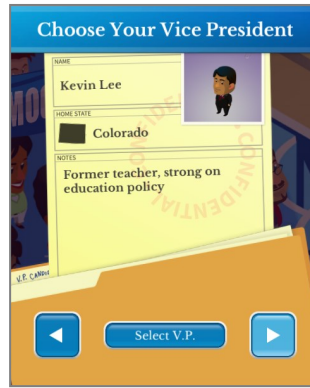 Choose Your Vice President
NAME
Kevin Lee
HOME STATE
Colorado
NOTES
Former teacher, strong on
education policy
CONFIDENTIAL
V.P. CANDI
Select V.P.